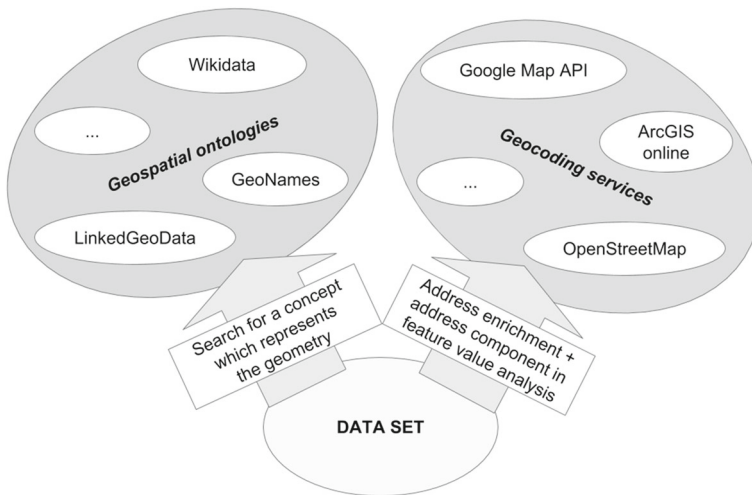 Wikidata
...
Geospatial ontologies
GeoNames
LinkedGeoData
Google Map API
ArcGIS
online
Geocoding services
...
OpenStreetMap
Search for a concept
which represents
the geometry
Address enrichment +
address component in
feature value analysis
DATA SET